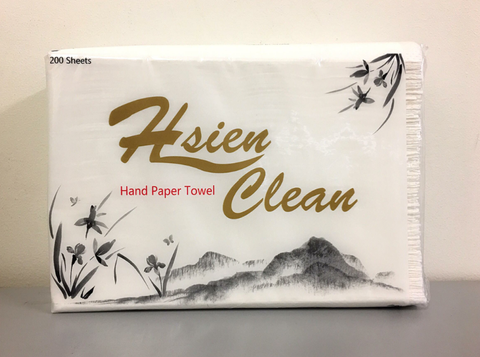 200 Sheets
Hsien
Hand Paper Towel
Clean